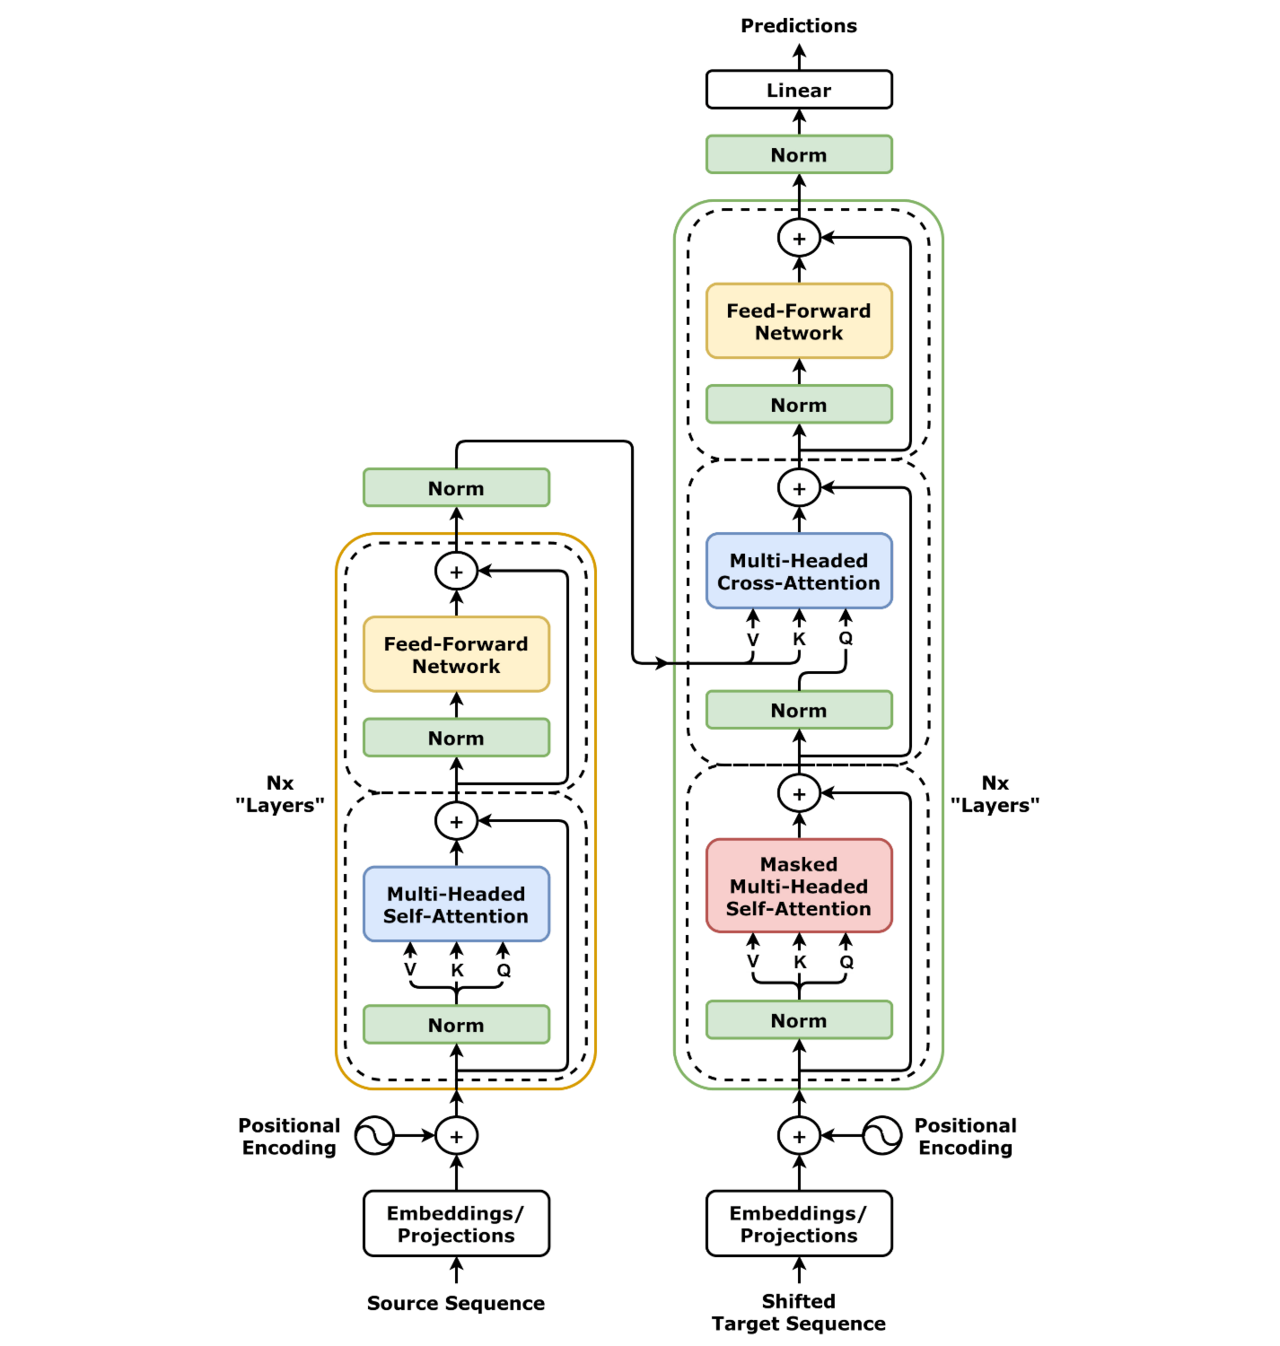 Predictions
Linear
Norm
+
Feed-Forward
Network
Norm
+
Multi-Headed
Cross-Attention
V K Q
Norm
+
Masked
Multi-Headed
Self-Attention
V K Q
Norm
Nx
"Layers"
+
Positional
Encoding
Embeddings/
Projections
Shifted
Target Sequence
Norm
+
Feed-Forward
Network
Norm
+
Multi-Headed
Self-Attention
V K Q
Norm
Nx
"Layers"
Positional
Encoding
+
Embeddings/
Projections
Source Sequence